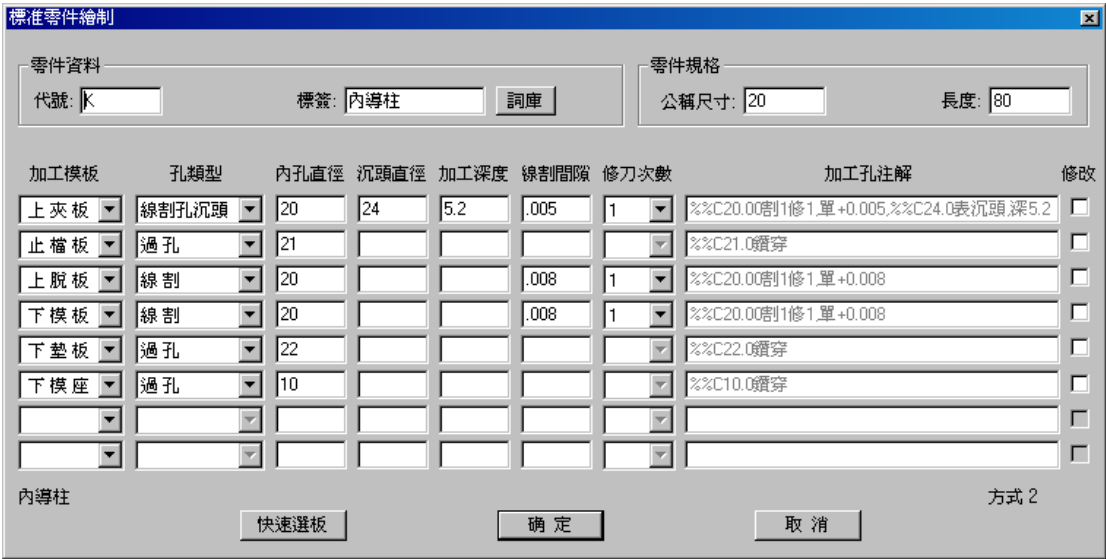 標准零件繪制
零件資料 零件規格
代號: K 標簽: 內導柱 詞庫 公稱尺寸: 20 長度: 80
加工模板 孔類型 內孔直徑 沉頭直徑 加工深度 線割間隙 修刀次數 加工孔注解 修改
上夾板 線割孔沉頭 20 24 5.2 .005 1 %%C20.00割1修1,單+0.005,%%C24.0表沉頭,深5.2
止檔板 過孔 21 %%C21.0鑽穿
上脫板 線割 20 .008 1 %%C20.00割1修1,單+0.008
下模板 線割 20 .008 1 %%C20.00割1修1,單+0.008
下墊板 過孔 22 %%C22.0鑽穿
下模座 過孔 10 %%C10.0鑽穿
內導柱 方式 2
快速選板 确定 取消